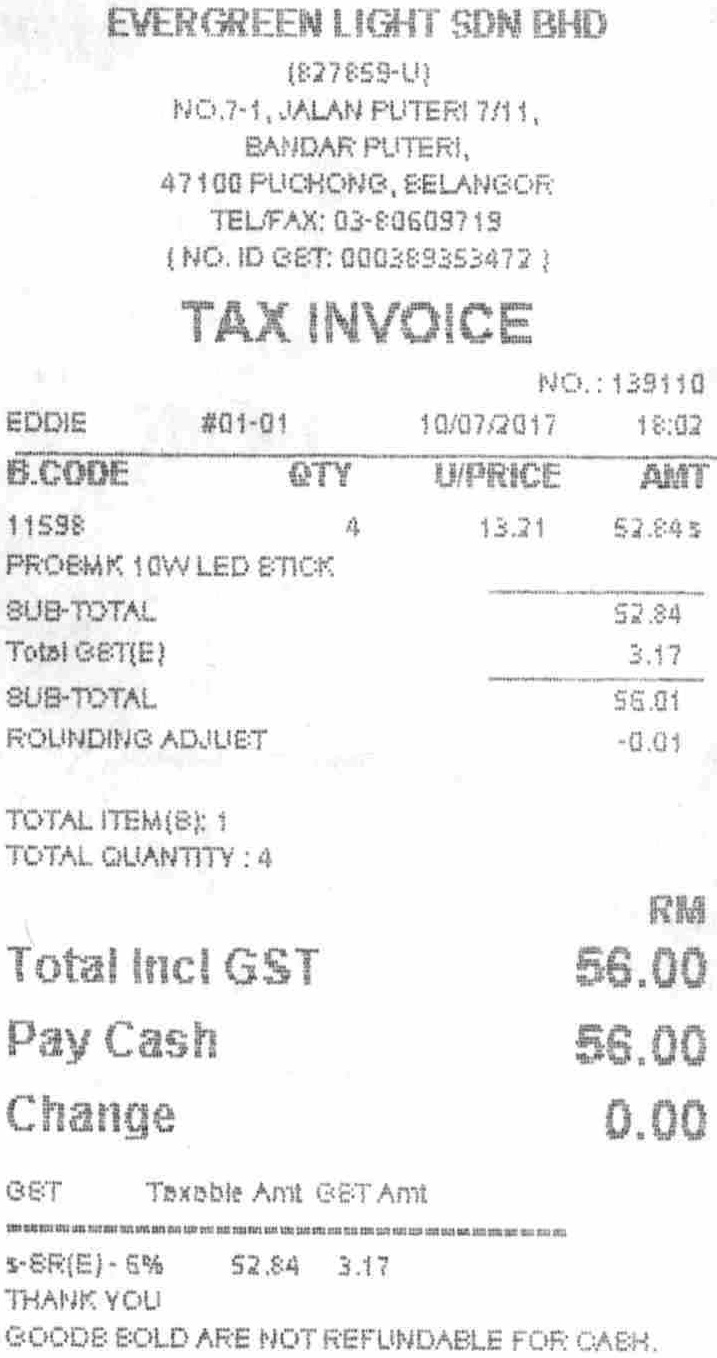 EVERGREEN LIGHT SDN BHD
(827859-U)
NO.7-1, JALAN PUTERI 7/11,
BANDAR PUTERI,
47100 PUCHONG, SELANGOR
TEL/FAX: 03-80609719
( NO. ID GST: 000389353472 )
TAX INVOICE
NO. : 139110
EDDIE #01-01 10/07/2017 18:02
B.CODE QTY U/PRICE AMT
11598 4 13.21 52.84 s
PROSMK 10W LED STICK
SUB-TOTAL 52.84
Total GST(E) 3.17
SUB-TOTAL 56.01
ROUNDING ADJUST -0.01
TOTAL ITEM(S): 1
TOTAL QUANTITY : 4
RM
Total Incl GST 56.00
Pay Cash 56.00
Change 0.00
GST Taxable Amt GST Amt
s-SR(E) - 6% 52.84 3.17
THANK YOU
GOODS SOLD ARE NOT REFUNDABLE FOR CASH.